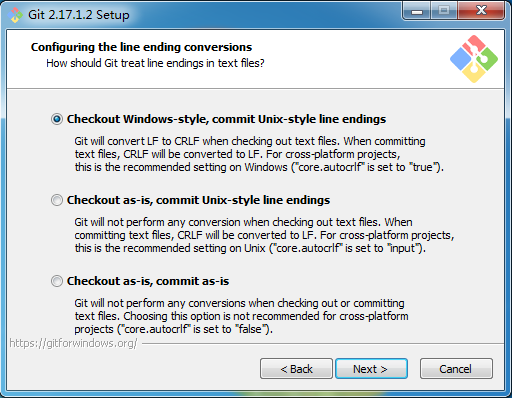 Git 2.17.1.2 Setup
Configuring the line ending conversions
How should Git treat line endings in text files?
Checkout Windows-style, commit Unix-style line endings
Git will convert LF to CRLF when checking out text files. When committing
text files, CRLF will be converted to LF. For cross-platform projects,
this is the recommended setting on Windows ("core.autocrlf" is set to "true").
Checkout as-is, commit Unix-style line endings
Git will not perform any conversion when checking out text files. When
committing text files, CRLF will be converted to LF. For cross-platform projects,
this is the recommended setting on Unix ("core.autocrlf" is set to "input").
Checkout as-is, commit as-is
Git will not perform any conversions when checking out or committing
text files. Choosing this option is not recommended for cross-platform
projects ("core.autocrlf" is set to "false").
https://gitforwindows.org/
< Back
Next >
Cancel